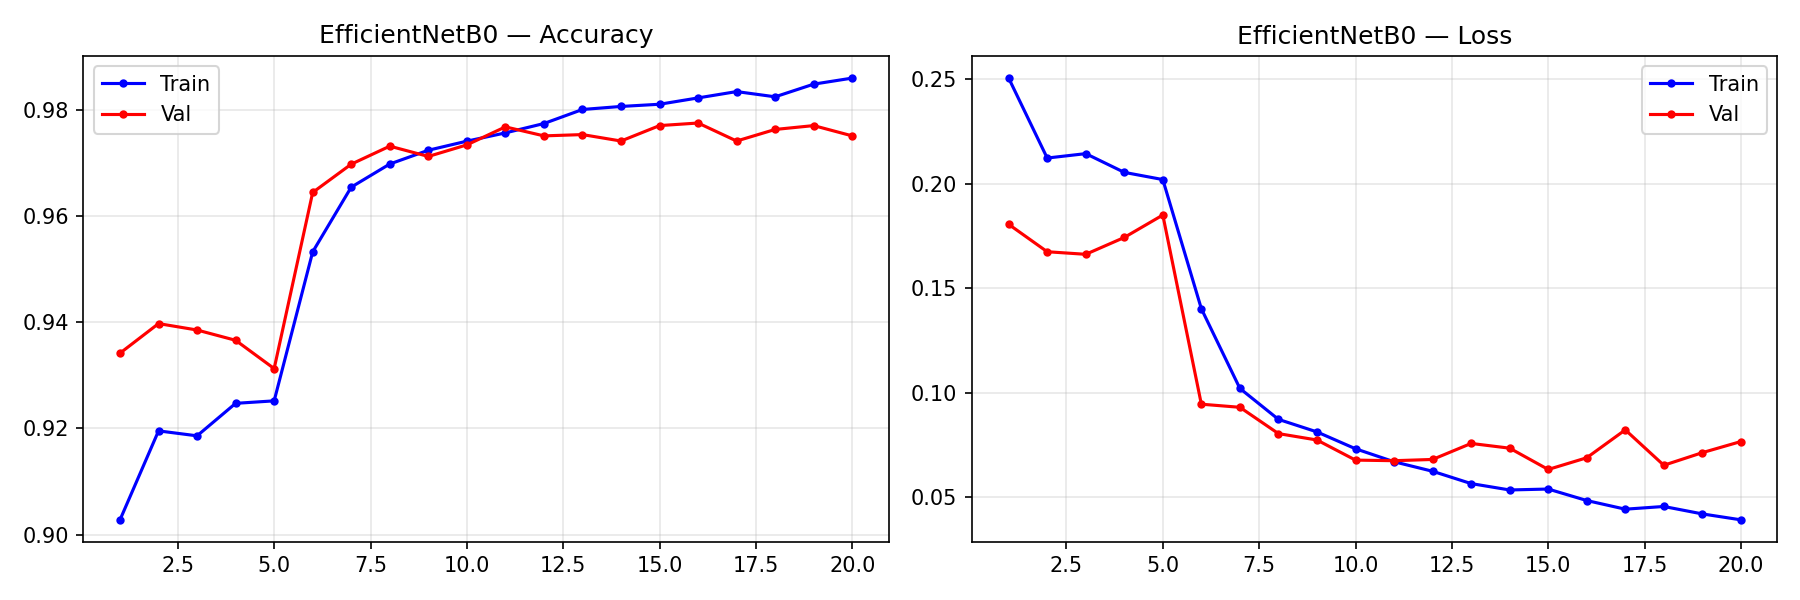 EfficientNetB0 — Accuracy
Train
Val
0.98
0.96
0.94
0.92
0.90
2.5 5.0 7.5 10.0 12.5 15.0 17.5 20.0
EfficientNetB0 — Loss
Train
Val
0.25
0.20
0.15
0.10
0.05
2.5 5.0 7.5 10.0 12.5 15.0 17.5 20.0